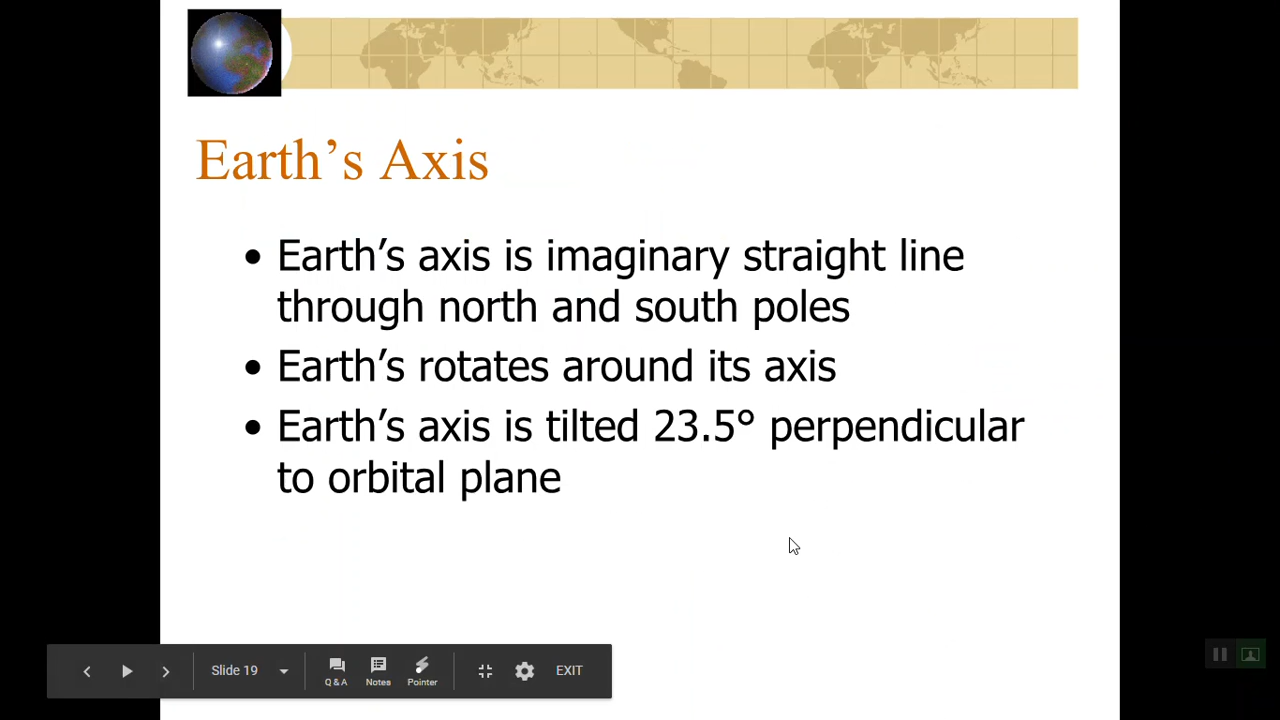 Earth’s Axis
• Earth’s axis is imaginary straight line
through north and south poles
• Earth’s rotates around its axis
• Earth’s axis is tilted 23.5° perpendicular
to orbital plane
Slide 19
Q & A
Notes
Pointer
EXIT